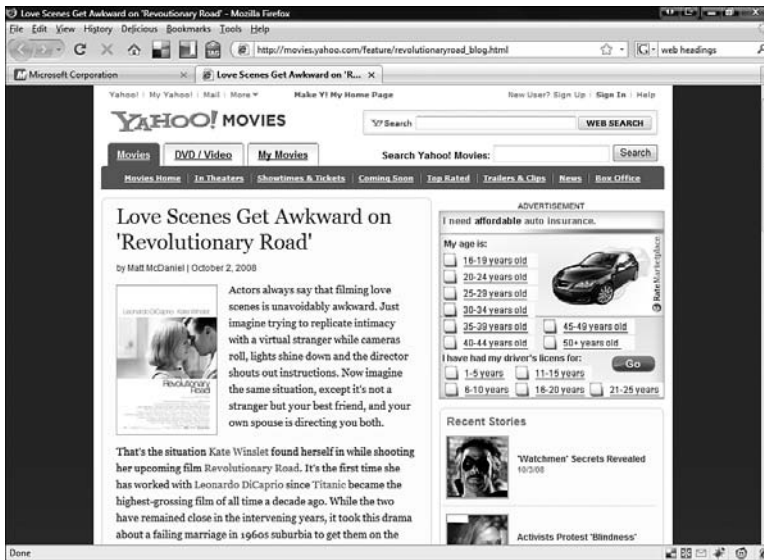 Love Scenes Get Awkward on 'Revoutionary Road' - Mozilla Firefox
File Edit View History Delicious Bookmarks Tools Help
http://movies.yahoo.com/feature/revolutionaryroad_blog.html
web headings
Microsoft Corporation
Love Scenes Get Awkward on 'R...
Yahoo! My Yahoo! Mail More Make Y! My Home Page New User? Sign Up Sign In Help
YAHOO! MOVIES
Y! Search WEB SEARCH
Movies DVD / Video My Movies Search Yahoo! Movies: Search
Movies Home In Theaters Showtimes & Tickets Coming Soon Top Rated Trailers & Clips News Box Office
Love Scenes Get Awkward on
'Revolutionary Road'
by Matt McDaniel | October 2, 2008
Leonardo DiCaprio Kate Winslet
Revolutionary
Road
Actors always say that filming love
scenes is unavoidably awkward. Just
imagine trying to replicate intimacy
with a virtual stranger while cameras
roll, lights shine down and the director
shouts out instructions. Now imagine
the same situation, except it's not a
stranger but your best friend, and your
own spouse is directing you both.
That's the situation Kate Winslet found herself in while shooting
her upcoming film Revolutionary Road. It's the first time she
has worked with Leonardo DiCaprio since Titanic became the
highest-grossing film of all time a decade ago. While the two
have remained close in the intervening years, it took this drama
about a failing marriage in 1960s suburbia to get them on the
ADVERTISEMENT
I need affordable auto insurance.
My age is:
16-19 years old
20-24 years old
25-29 years old
30-34 years old
35-39 years old 45-49 years old
40-44 years old 50+ years old
RateMarketplace
I have had my driver's licens for:
Go
1-5 years 11-15 years
6-10 years 16-20 years 21-25 years
Recent Stories
'Watchmen' Secrets Revealed
10/3/08
Activists Protest 'Blindness'
Done